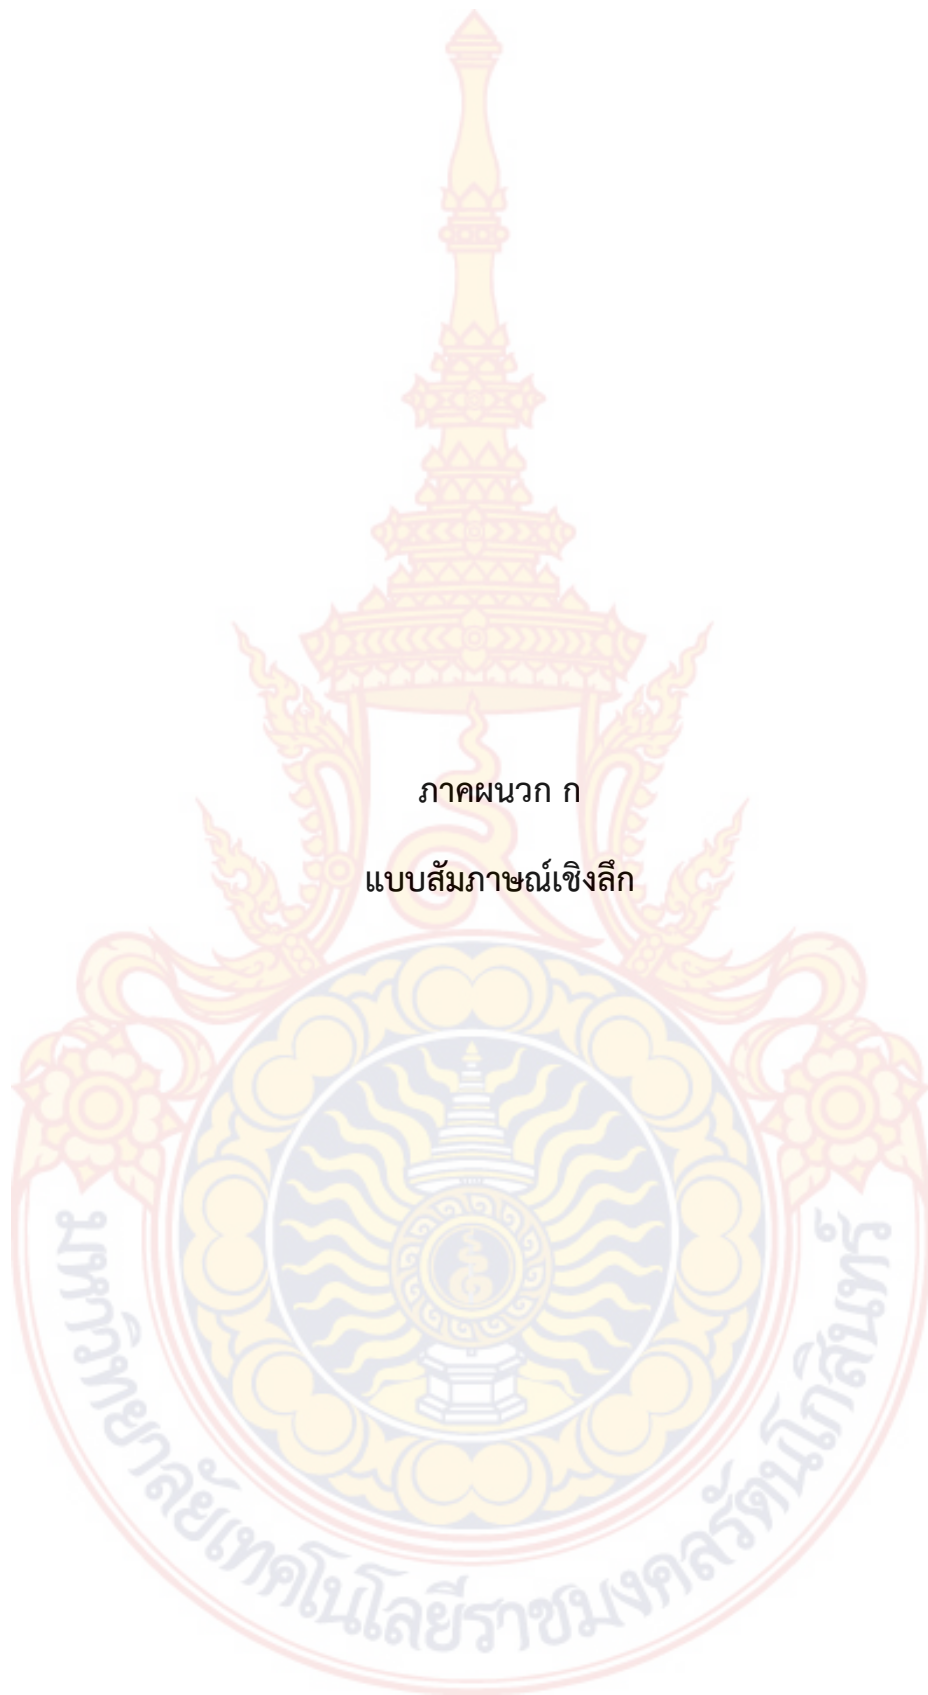 ภาคผนวก ก
แบบสัมภาษณ์เชิงลึก
มหาวิทยาลัยเทคโนโลยีราชมงคลรัตนโกสินทร์